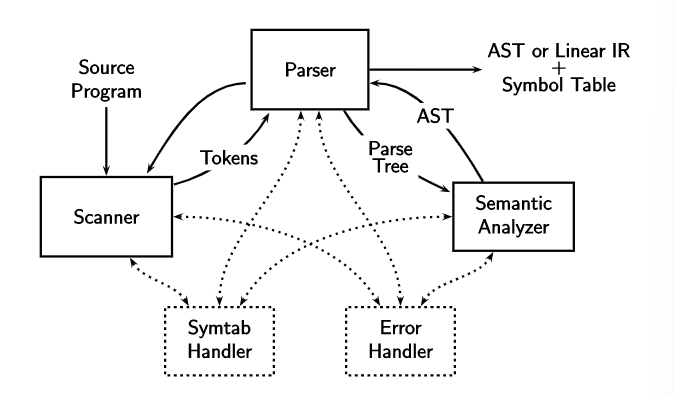 Parser
AST or Linear IR
+
Symbol Table
Source
Program
AST
Tokens
Parse
Tree
Scanner
Semantic
Analyzer
Symtab
Handler
Error
Handler